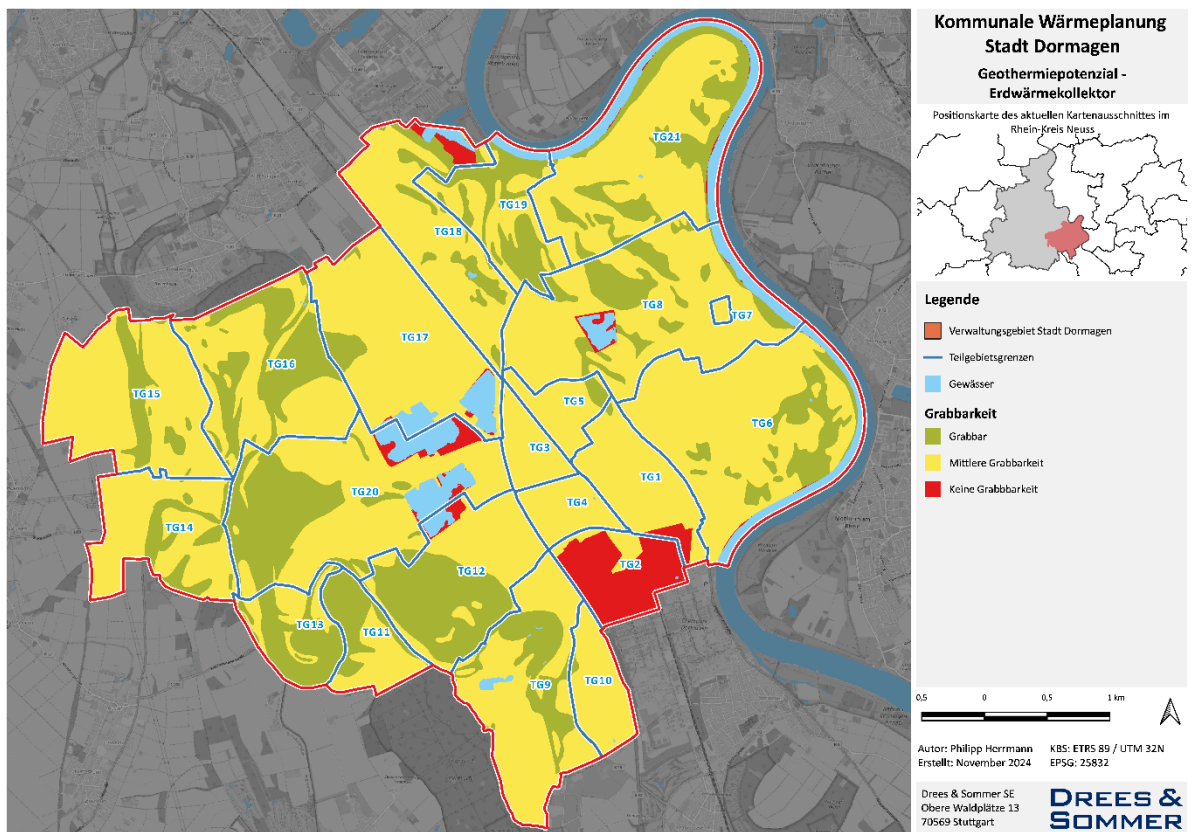 Kommunale Wärmeplanung
Stadt Dormagen
Geothermiepotenzial -
Erdwärmekollektor
Positionskarte des aktuellen Kartenausschnittes im
Rhein-Kreis Neuss
Legende
Verwaltungsgebiet Stadt Dormagen
Teilgebietsgrenzen
Gewässer
Grabbarkeit
Grabbar
Mittlere Grabbarkeit
Keine Grabbbarkeit
0,5 0 0,5 1 km
Autor: Philipp Herrmann KBS: ETRS 89 / UTM 32N
Erstellt: November 2024 EPSG: 25832
Drees & Sommer SE
Obere Waldplätze 13
70569 Stuttgart
DREES &
SOMMER
TG21
TG19
TG18
TG8
TG7
TG17
TG16
TG15
TG5
TG6
TG3
TG1
TG20
TG4
TG14
TG2
TG12
TG13
TG11
TG9
TG10